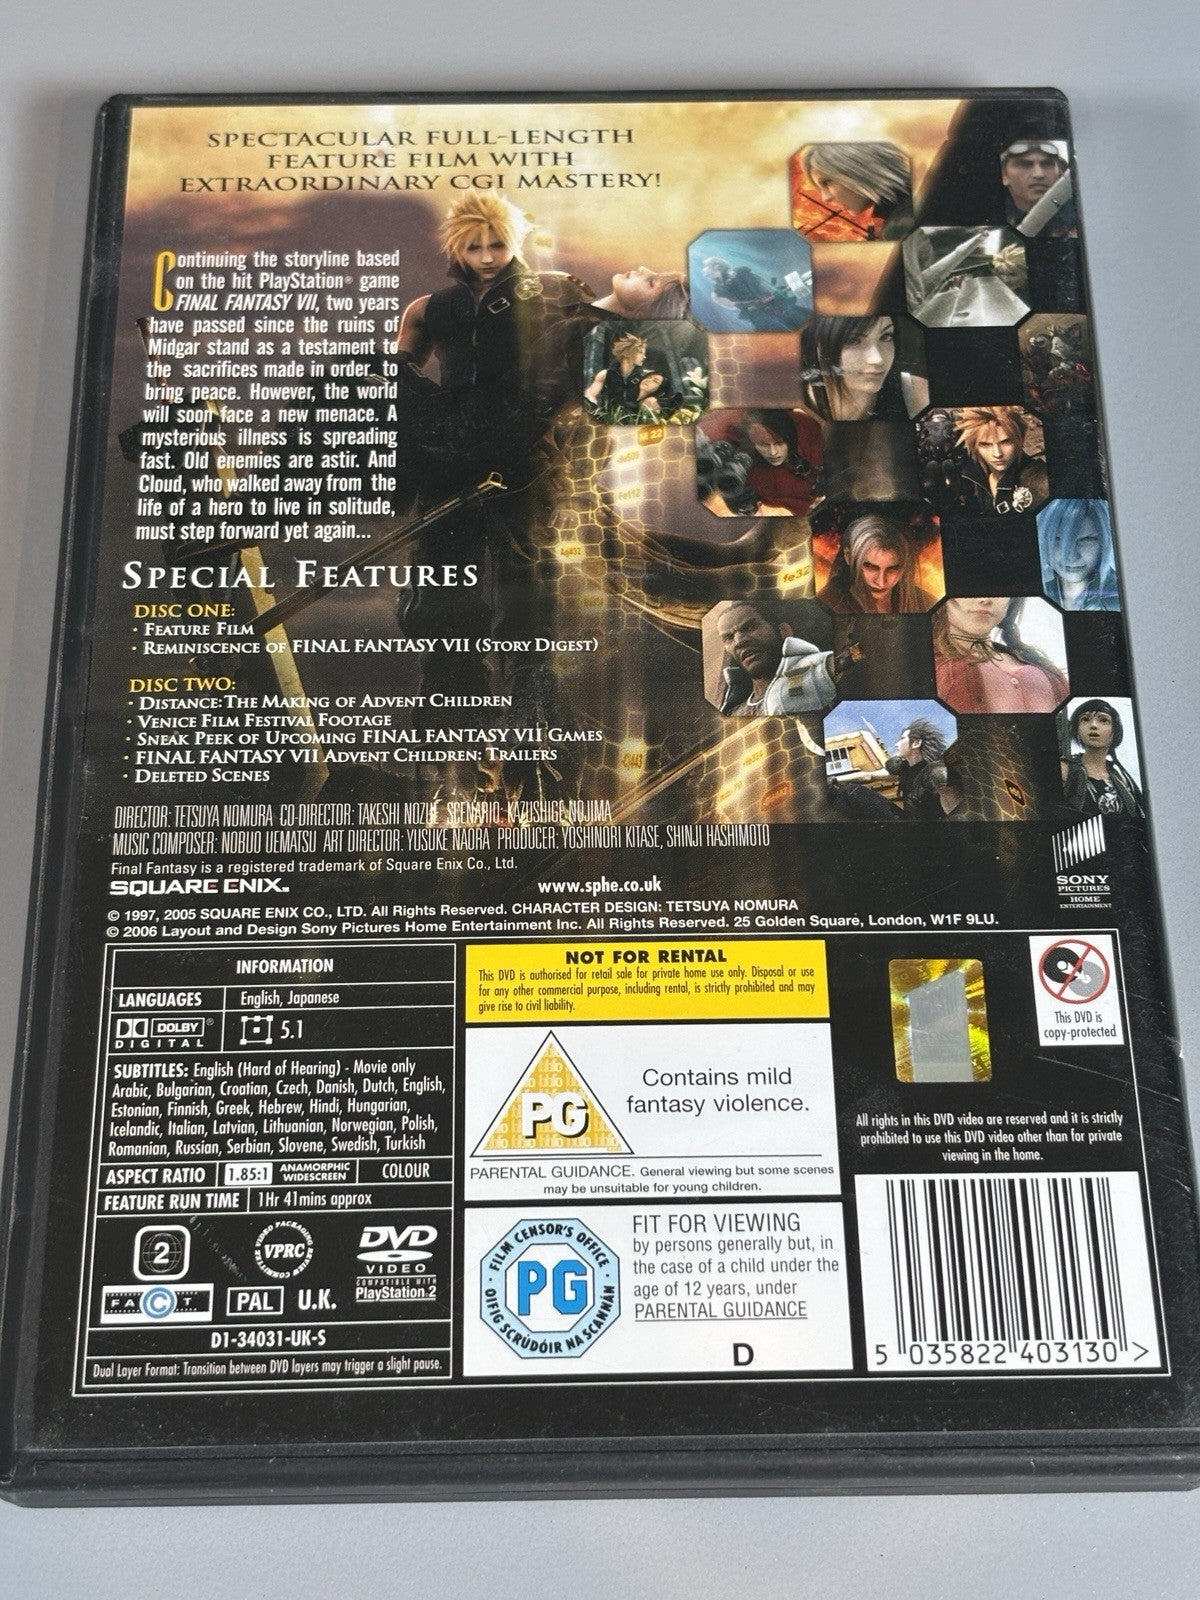 SPECTACULAR FULL-LENGTH
FEATURE FILM WITH
EXTRAORDINARY CGI MASTERY!
Continuing the storyline based
on the hit PlayStation® game
FINAL FANTASY VII, two years
have passed since the ruins of
Midgar stand as a testament to
the sacrifices made in order to
bring peace. However, the world
will soon face a new menace. A
mysterious illness is spreading
fast. Old enemies are astir. And
Cloud, who walked away from the
life of a hero to live in solitude,
must step forward yet again...
M 22
Fe112
Ag432
fe32
SPECIAL FEATURES
DISC ONE:
· FEATURE FILM
· REMINISCENCE OF FINAL FANTASY VII (STORY DIGEST)
DISC TWO:
· DISTANCE: THE MAKING OF ADVENT CHILDREN
· VENICE FILM FESTIVAL FOOTAGE
· SNEAK PEEK OF UPCOMING FINAL FANTASY VII GAMES
· FINAL FANTASY VII ADVENT CHILDREN: TRAILERS
· DELETED SCENES
DIRECTOR: TETSUYA NOMURA CO-DIRECTOR: TAKESHI NOZUE SCENARIO: KAZUSHIGE NOJIMA
MUSIC COMPOSER: NOBUO UEMATSU ART DIRECTOR: YUSUKE NAORA PRODUCER: YOSHINORI KITASE, SHINJI HASHIMOTO
Final Fantasy is a registered trademark of Square Enix Co., Ltd.
SQUARE ENIX.
www.sphe.co.uk
SONY
PICTURES
HOME
ENTERTAINMENT
© 1997, 2005 SQUARE ENIX CO., LTD. All Rights Reserved. CHARACTER DESIGN: TETSUYA NOMURA
© 2006 Layout and Design Sony Pictures Home Entertainment Inc. All Rights Reserved. 25 Golden Square, London, W1F 9LU.
INFORMATION
LANGUAGES English, Japanese
DOLBY
DIGITAL 5.1
SUBTITLES: English (Hard of Hearing) - Movie only
Arabic, Bulgarian, Croatian, Czech, Danish, Dutch, English,
Estonian, Finnish, Greek, Hebrew, Hindi, Hungarian,
Icelandic, Italian, Latvian, Lithuanian, Norwegian, Polish,
Romanian, Russian, Serbian, Slovene, Swedish, Turkish
ASPECT RATIO 1.85:1 ANAMORPHIC WIDESCREEN COLOUR
FEATURE RUN TIME 1Hr 41mins approx
2
VIDEO PACKAGING REVIEW COMMITTEE
VPRC
DVD
VIDEO
COMPATIBLE WITH
PlayStation.2
FACT
PAL U.K.
D1-34031-UK-S
Dual Layer Format: Transition between DVD layers may trigger a slight pause.
NOT FOR RENTAL
This DVD is authorised for retail sale for private home use only. Disposal or use
for any other commercial purpose, including rental, is strictly prohibited and may
give rise to civil liability.
PG
Contains mild
fantasy violence.
PARENTAL GUIDANCE. General viewing but some scenes
may be unsuitable for young children.
FILM CENSOR'S OFFICE
PG
OIFIG SCRÚDÓIR NA SCANNÁN
FIT FOR VIEWING
by persons generally but, in
the case of a child under the
age of 12 years, under
PARENTAL GUIDANCE
D
This DVD is
copy-protected
All rights in this DVD video are reserved and it is strictly
prohibited to use this DVD video other than for private
viewing in the home.
5 035822 403130 >